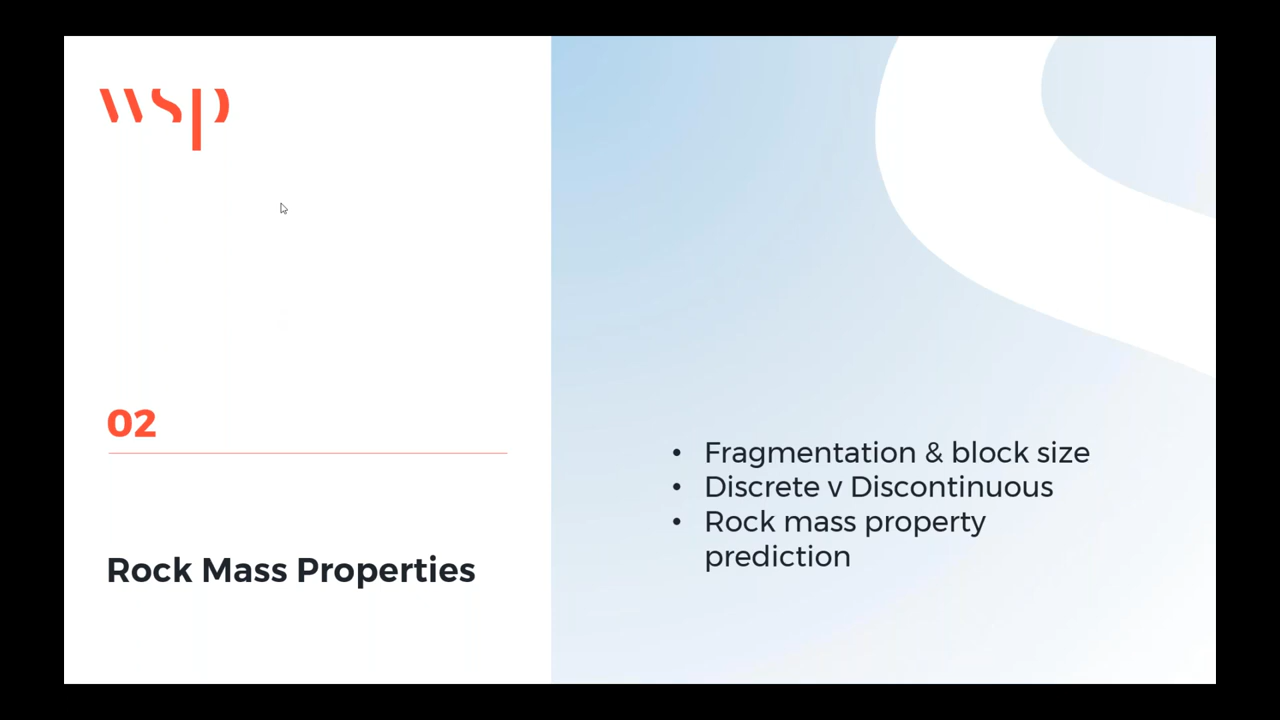 wsp
02
Rock Mass Properties
• Fragmentation & block size
• Discrete v Discontinuous
• Rock mass property
prediction